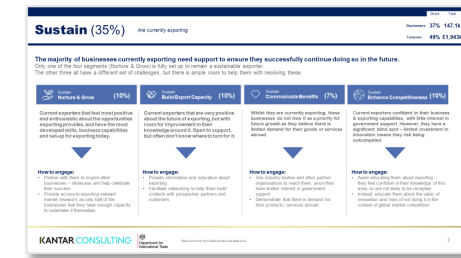 Share Total
Sustain (35%)
Are currently exporting
Businesses 37% 147.1k
Turnover 49% £1,943k
The majority of businesses currently exporting need support to ensure they successfully continue doing so in the future.
Only one of the four segments (Nurture & Grow) is fully set up to remain a sustainable exporter.
The other three all have a different set of challenges, but there is ample room to help them with resolving these.
Sustain
Nurture & Grow (10%)
Current exporters that feel most positive
and enthusiastic about the opportunities
exporting provides, and have the most
developed skills, business capabilities
and set-up for exporting today.
How to engage:
• Partner with them to inspire other
businesses – showcase and help celebrate
their success
• Provide access to exporting relevant
market research, as only half of the
businesses feel they have enough capacity
to undertake it themselves
Sustain
Build Export Capacity (10%)
Current exporters that are very positive
about the future of exporting, but with
room for improvement in their
knowledge around it. Open to support,
but often don't know where to turn for it.
How to engage:
• Provide information and education about
exporting
• Facilitate networking to help them build
contacts with prospective partners and
customers
Sustain
Communicate Benefits (7%)
Whilst they are currently exporting, these
businesses do not view it as a priority for
future growth as they believe there is
limited demand for their goods or services
abroad.
How to engage:
• Use industry bodies and other partner
organisations to reach them, since they
have limited interest in government
support
• Demonstrate that there is demand for
their products / services abroad
Sustain
Enhance Competitiveness (10%)
Current exporters confident in their business
& exporting capabilities, with little interest in
government support. However, they have a
significant blind spot – limited investment in
innovation means they risk being
outcompeted.
How to engage:
• Avoid educating them about exporting –
they feel confident in their knowledge of this
area, so are not likely to be receptive
• Instead, educate them about the value of
innovation and risks of not doing it in the
context of global market competition
KANTAR CONSULTING
Department for
International Trade